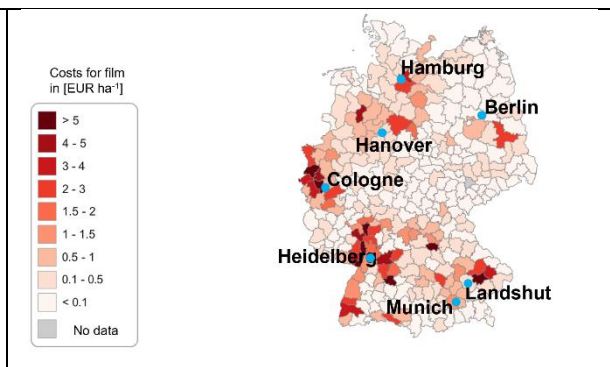 Costs for film
in [EUR ha⁻¹]
> 5
4 - 5
3 - 4
2 - 3
1.5 - 2
1 - 1.5
0.5 - 1
0.1 - 0.5
< 0.1
No data
Hamburg
Berlin
Hanover
Cologne
Heidelberg
Landshut
Munich